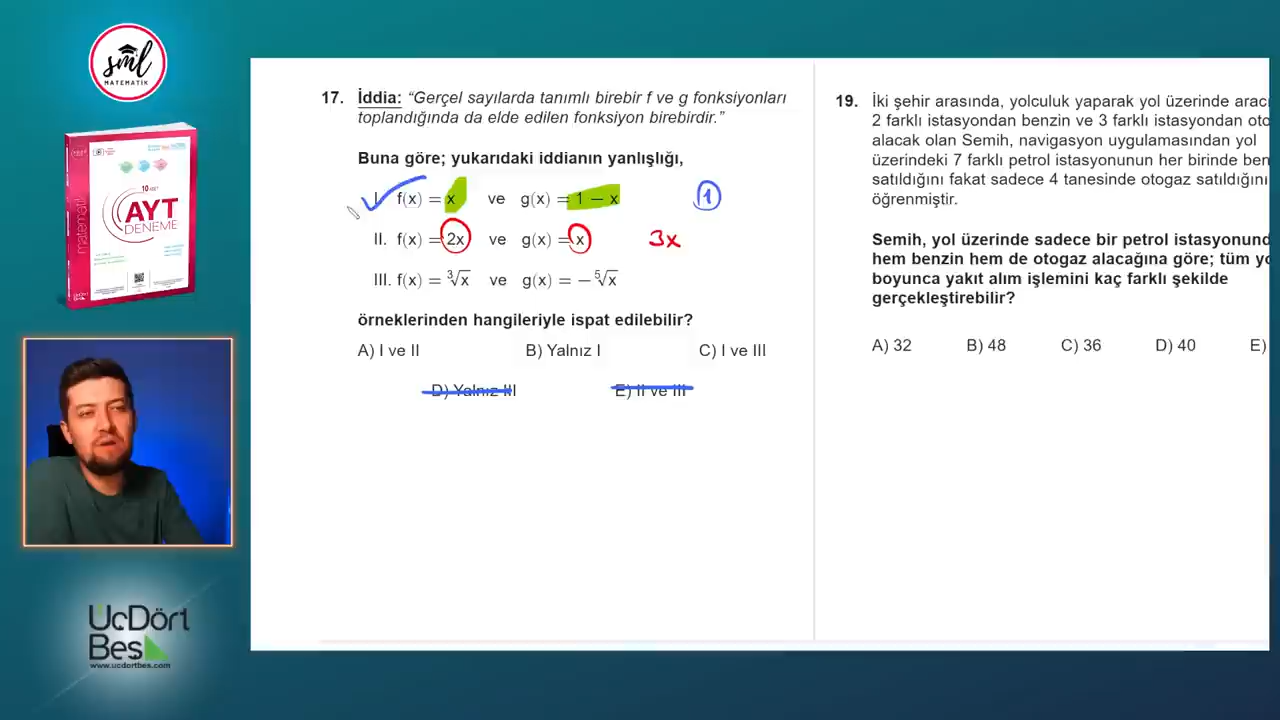 sml
MATEMATİK
10 ADET
AYT
DENEME
matematik
ÜçDört
Beş
www.ucdortbes.com
17. İddia: “Gerçel sayılarda tanımlı birebir f ve g fonksiyonları
toplandığında da elde edilen fonksiyon birebirdir.”
Buna göre; yukarıdaki iddianın yanlışlığı,
I. f(x) = x ve g(x) = 1 − x 1
II. f(x) = 2x ve g(x) = x 3x
III. f(x) = ∛x ve g(x) = −⁵√x
örneklerinden hangileriyle ispat edilebilir?
A) I ve II B) Yalnız I C) I ve III
D) Yalnız III E) II ve III
19. İki şehir arasında, yolculuk yaparak yol üzerinde arac
2 farklı istasyondan benzin ve 3 farklı istasyondan oto
alacak olan Semih, navigasyon uygulamasından yol
üzerindeki 7 farklı petrol istasyonunun her birinde ben
satıldığını fakat sadece 4 tanesinde otogaz satıldığını
öğrenmiştir.
Semih, yol üzerinde sadece bir petrol istasyonund
hem benzin hem de otogaz alacağına göre; tüm yo
boyunca yakıt alım işlemini kaç farklı şekilde
gerçekleştirebilir?
A) 32 B) 48 C) 36 D) 40 E)